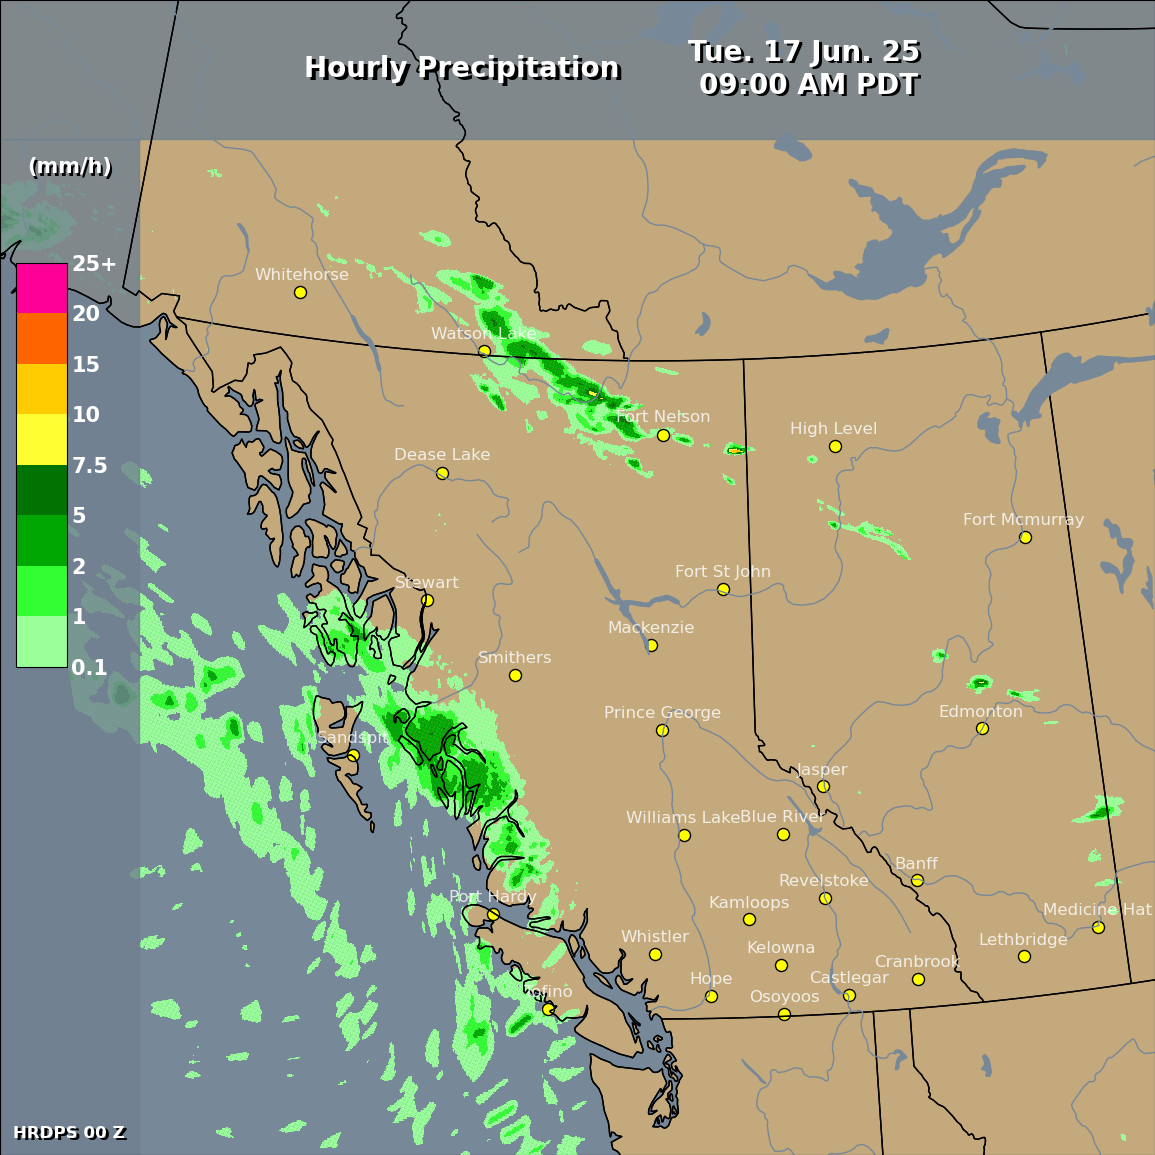 Hourly Precipitation
Tue. 17 Jun. 25
09:00 AM PDT
(mm/h)
25+
20
15
10
7.5
5
2
1
0.1
Whitehorse
Watson Lake
Fort Nelson
High Level
Dease Lake
Fort Mcmurray
Fort St John
Stewart
Mackenzie
Smithers
Prince George
Edmonton
Sandspit
Jasper
Williams Lake
Blue River
Banff
Revelstoke
Port Hardy
Kamloops
Medicine Hat
Whistler
Kelowna
Lethbridge
Cranbrook
Hope
Castlegar
Tofino
Osoyoos
HRDPS 00 Z